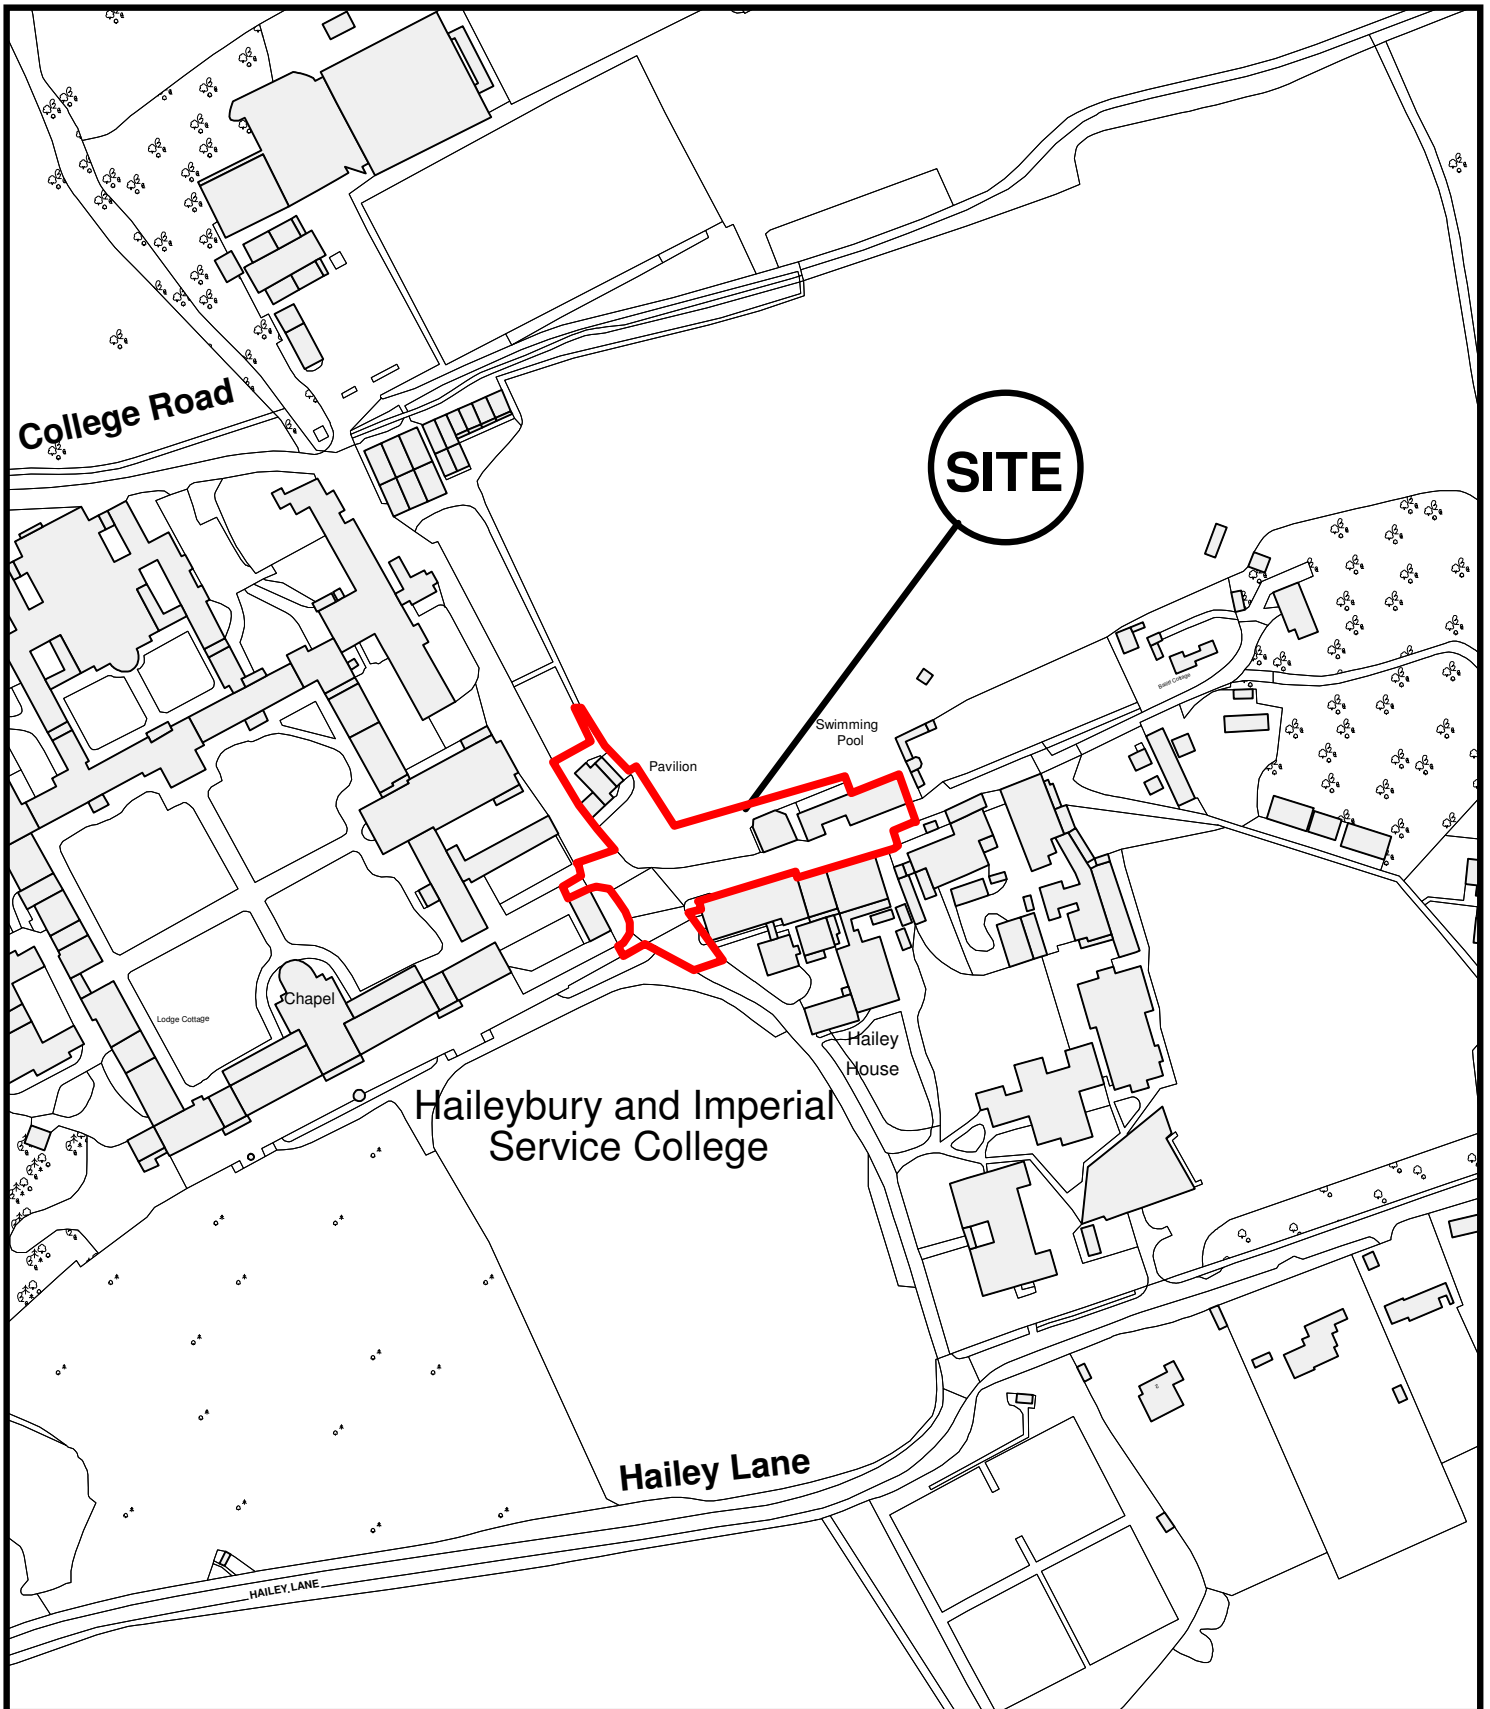 College Road
SITE
Swimming
Pool
Pavilion
Chapel
Lodge Cottage
Hailey
House
Haileybury and Imperial
Service College
Hailey Lane
HAILEY LANE